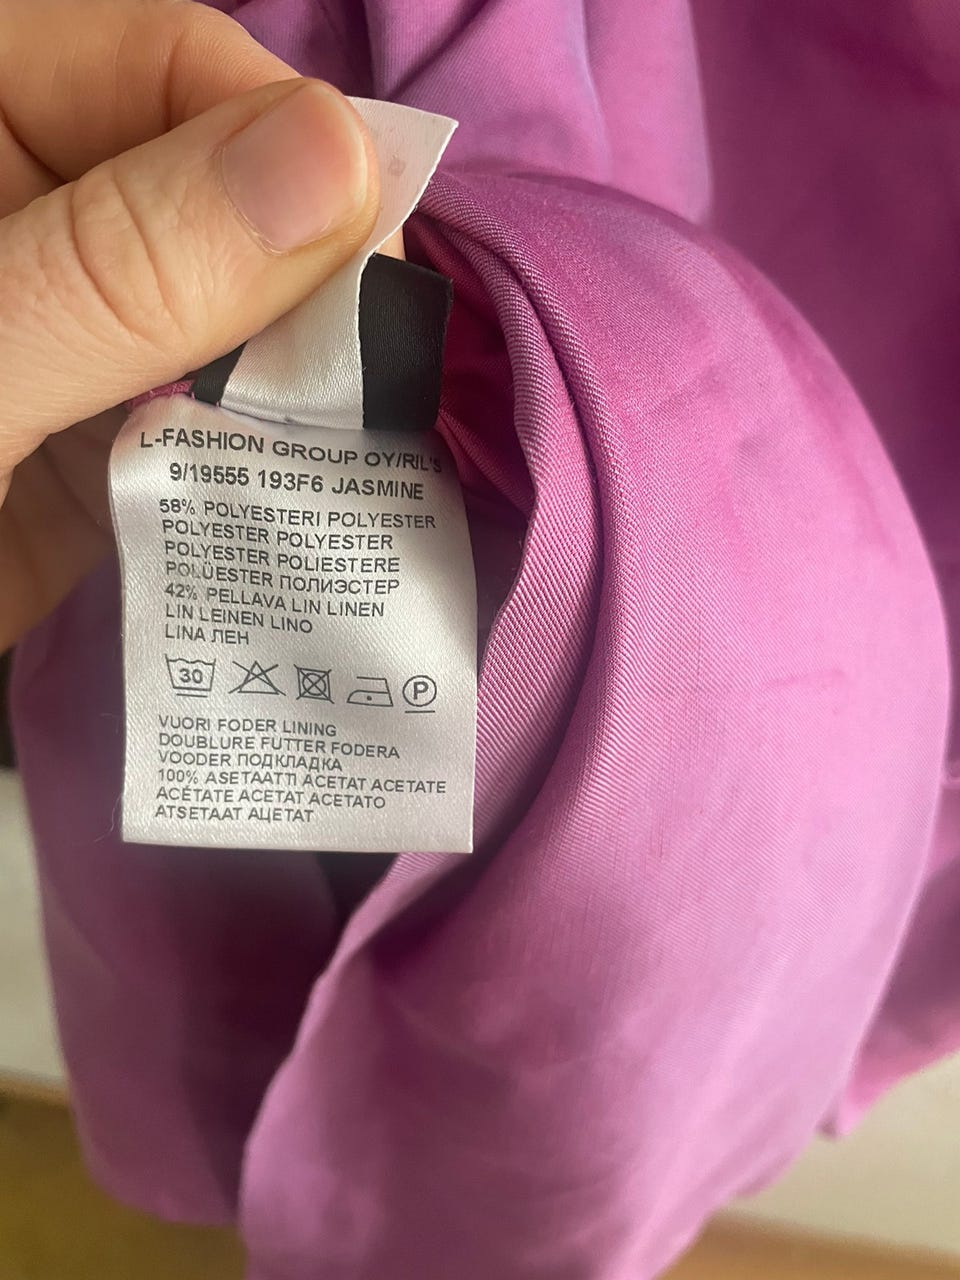 L-FASHION GROUP OY/RIL'S
9/19555 193F6 JASMINE
58% POLYESTERI POLYESTER
POLYESTER POLYESTER
POLYESTER POLIESTERE
POLÜESTER ПОЛИЭСТЕР
42% PELLAVA LIN LINEN
LIN LEINEN LINO
LINA ЛЕН
30 P
VUORI FODER LINING
DOUBLURE FUTTER FODERA
VOODER ПОДКЛАДКА
100% ASETAATTI ACETAT ACETATE
ACÉTATE ACETAT ACETATO
ATSETAAT АЦЕТАТ